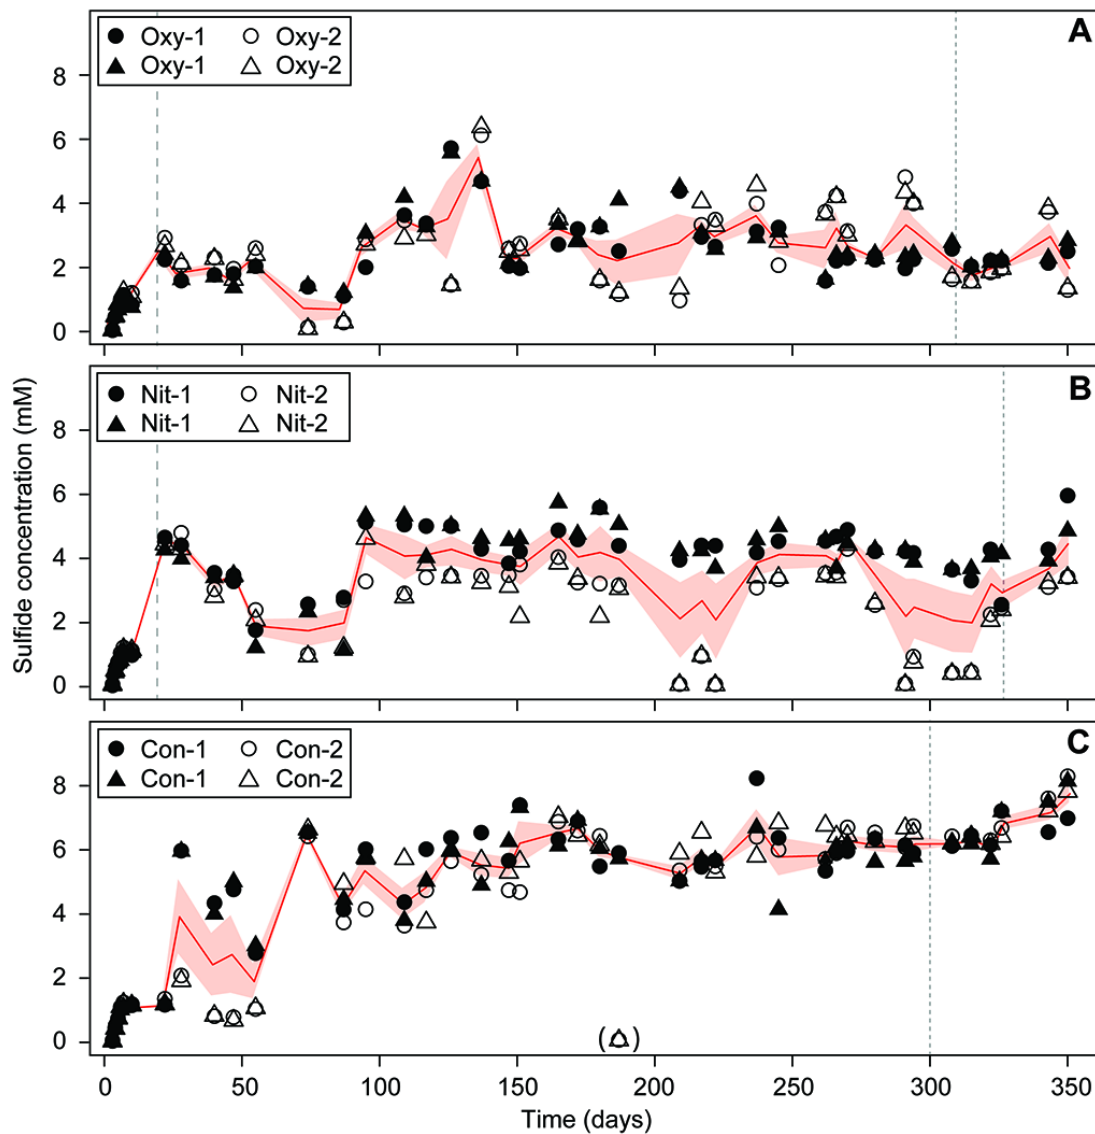 A
Oxy-1 Oxy-2
Oxy-1 Oxy-2
8
6
4
2
0
B
Nit-1 Nit-2
Nit-1 Nit-2
8
6
4
2
0
Sulfide concentration (mM)
C
Con-1 Con-2
Con-1 Con-2
8
6
4
2
0
( )
0 50 100 150 200 250 300 350
Time (days)